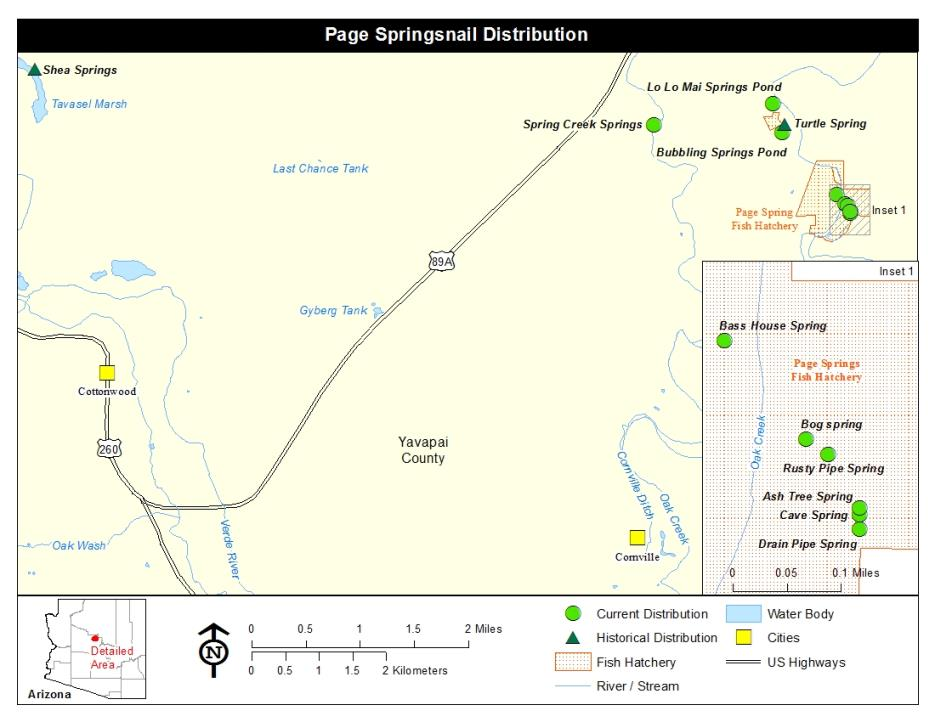 Page Springsnail Distribution
Shea Springs
Tavasel Marsh
Lo Lo Mai Springs Pond
Spring Creek Springs
Turtle Spring
Bubbling Springs Pond
Last Chance Tank
Page Spring
Fish Hatchery
Inset 1
89A
Gyberg Tank
Cottonwood
260
Yavapai
County
Oak Wash
Verde River
Cornville Ditch
Oak Creek
Cornville
Inset 1
Bass House Spring
Page Springs
Fish Hatchery
Bog spring
Oak Creek
Rusty Pipe Spring
Ash Tree Spring
Cave Spring
Drain Pipe Spring
0 0.05 0.1 Miles
Detailed
Area
Arizona
N
0 0.5 1 1.5 2 Miles
0 0.5 1 1.5 2 Kilometers
Current Distribution
Water Body
Historical Distribution
Cities
Fish Hatchery
US Highways
River / Stream